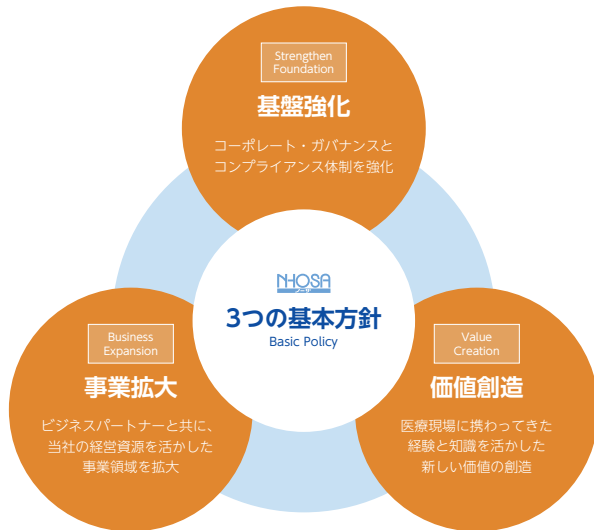 Strengthen
Foundation
基盤強化
コーポレート・ガバナンスと
コンプライアンス体制を強化
NHOSA
ノーザ
3つの基本方針
Basic Policy
Business
Expansion
事業拡大
ビジネスパートナーと共に、
当社の経営資源を活かした
事業領域を拡大
Value
Creation
価値創造
医療現場に携わってきた
経験と知識を活かした
新しい価値の創造